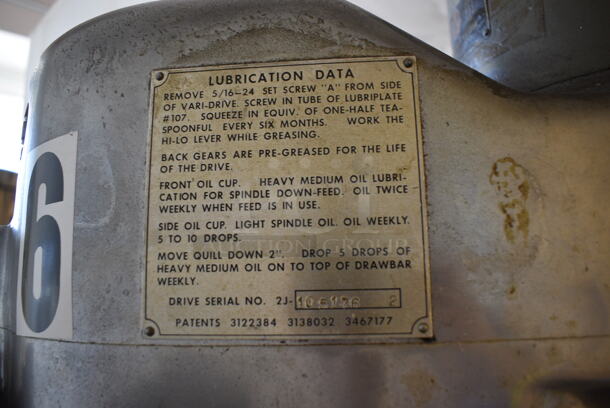 LUBRICATION DATA
REMOVE 5/16-24 SET SCREW "A" FROM SIDE
OF VARI-DRIVE. SCREW IN TUBE OF LUBRIPLATE
#107. SQUEEZE IN EQUIV. OF ONE-HALF TEA-
SPOONFUL EVERY SIX MONTHS. WORK THE
HI-LO LEVER WHILE GREASING.
BACK GEARS ARE PRE-GREASED FOR THE LIFE
OF THE DRIVE.
FRONT OIL CUP. HEAVY MEDIUM OIL LUBRI-
CATION FOR SPINDLE DOWN-FEED. OIL TWICE
WEEKLY WHEN FEED IS IN USE.
SIDE OIL CUP. LIGHT SPINDLE OIL. OIL WEEKLY.
5 TO 10 DROPS.
MOVE QUILL DOWN 2". DROP 5 DROPS OF
HEAVY MEDIUM OIL ON TO TOP OF DRAWBAR
WEEKLY.
DRIVE SERIAL NO. 2J-
PATENTS 3122384 3138032 3467177
6
AUCTION GROUP